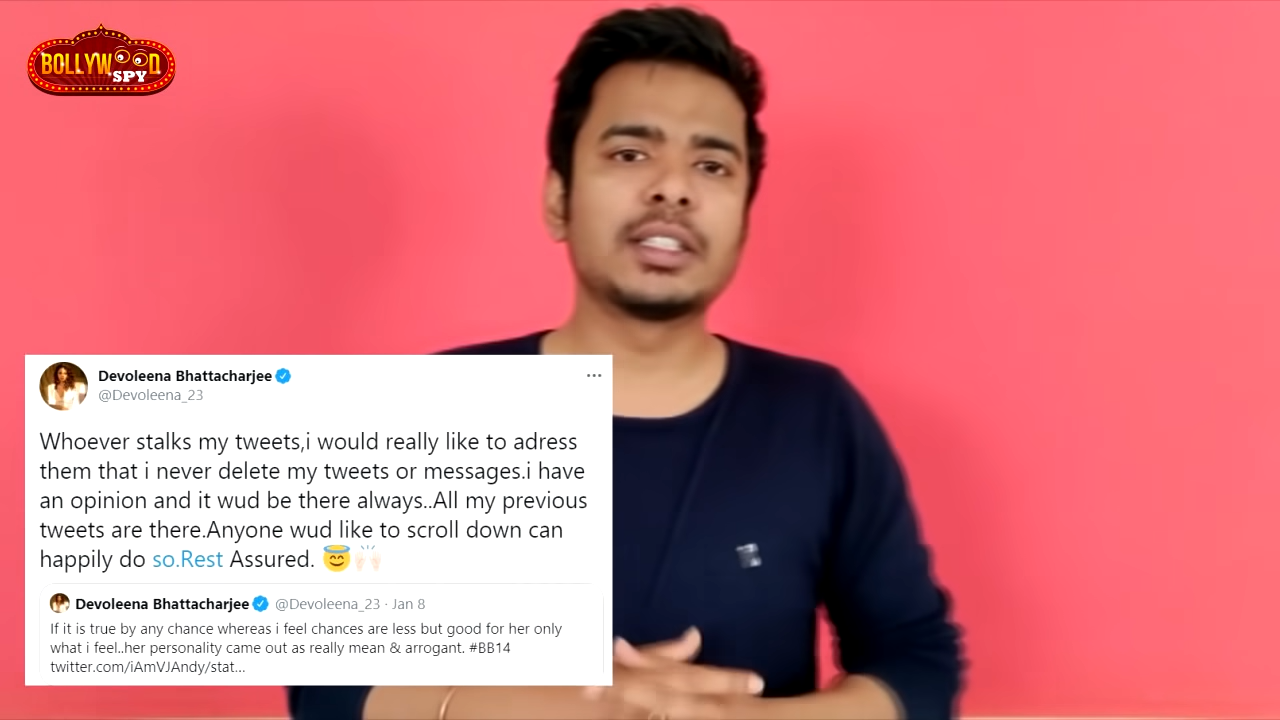 BOLLYWOOD
SPY
Devoleena Bhattacharjee
@Devoleena_23
Whoever stalks my tweets,i would really like to adress
them that i never delete my tweets or messages.i have
an opinion and it wud be there always..All my previous
tweets are there.Anyone wud like to scroll down can
happily do so.Rest Assured. 😇🙌🏻
Devoleena Bhattacharjee @Devoleena_23 · Jan 8
If it is true by any chance whereas i feel chances are less but good for her only
what i feel..her personality came out as really mean & arrogant. #BB14
twitter.com/iAmVJAndy/stat...